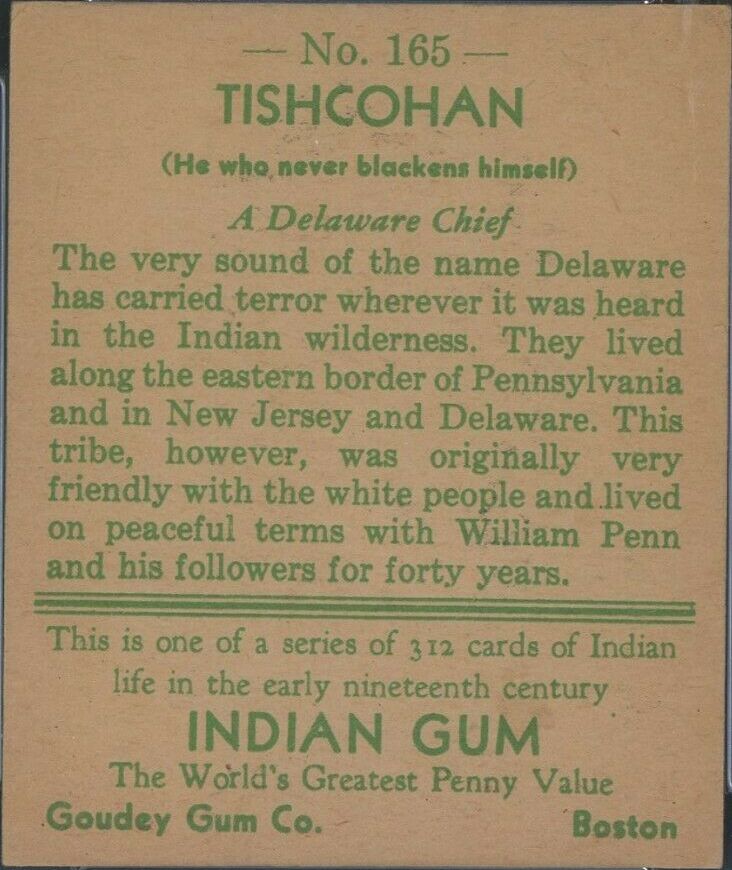 — No. 165 —
TISHCOHAN
(He who never blackens himself)
A Delaware Chief
The very sound of the name Delaware
has carried terror wherever it was heard
in the Indian wilderness. They lived
along the eastern border of Pennsylvania
and in New Jersey and Delaware. This
tribe, however, was originally very
friendly with the white people and lived
on peaceful terms with William Penn
and his followers for forty years.
This is one of a series of 312 cards of Indian
life in the early nineteenth century
INDIAN GUM
The World's Greatest Penny Value
Goudey Gum Co. Boston